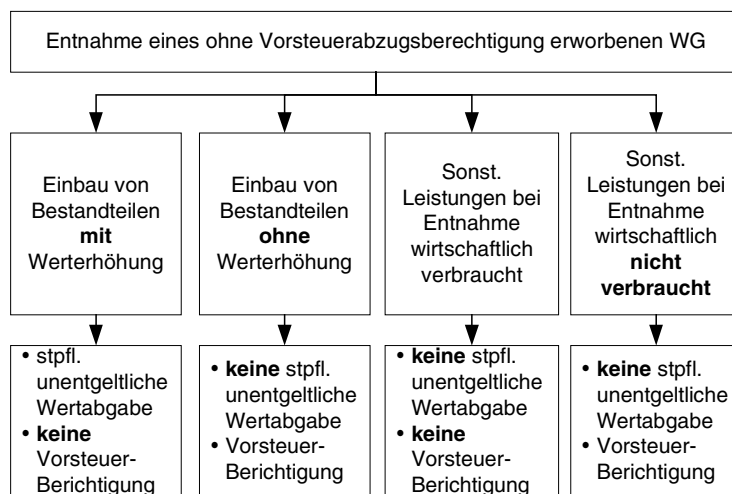 Entnahme eines ohne Vorsteuerabzugsberechtigung erworbenen WG
Einbau von
Bestandteilen
mit
Werterhöhung
Einbau von
Bestandteilen
ohne
Werterhöhung
Sonst.
Leistungen bei
Entnahme
wirtschaftlich
verbraucht
Sonst.
Leistungen bei
Entnahme
wirtschaftlich
nicht
verbraucht
• stpfl.
unentgeltliche
Wertabgabe
• keine
Vorsteuer-
Berichtigung
• keine stpfl.
unentgeltliche
Wertabgabe
• Vorsteuer-
Berichtigung
• keine stpfl.
unentgeltliche
Wertabgabe
• keine
Vorsteuer-
Berichtigung
• keine stpfl.
unentgeltliche
Wertabgabe
• Vorsteuer-
Berichtigung